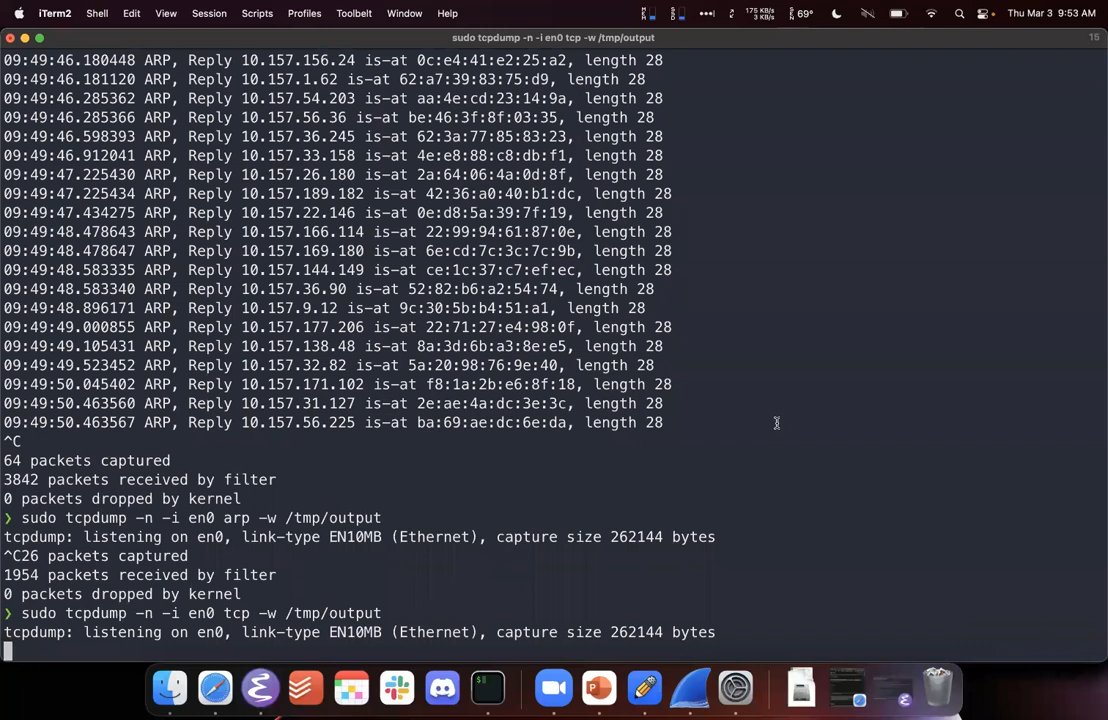 iTerm2 Shell Edit View Session Scripts Profiles Toolbelt Window Help 175 KB/s 3 KB/s 69° Thu Mar 3 9:53 AM
sudo tcpdump -n -i en0 tcp -w /tmp/output 15
09:49:46.180448 ARP, Reply 10.157.156.24 is-at 0c:e4:41:e2:25:a2, length 28
09:49:46.181120 ARP, Reply 10.157.1.62 is-at 62:a7:39:83:75:d9, length 28
09:49:46.285362 ARP, Reply 10.157.54.203 is-at aa:4e:cd:23:14:9a, length 28
09:49:46.285366 ARP, Reply 10.157.56.36 is-at be:46:3f:8f:03:35, length 28
09:49:46.598393 ARP, Reply 10.157.36.245 is-at 62:3a:77:85:83:23, length 28
09:49:46.912041 ARP, Reply 10.157.33.158 is-at 4e:e8:88:c8:db:f1, length 28
09:49:47.225430 ARP, Reply 10.157.26.180 is-at 2a:64:06:4a:0d:8f, length 28
09:49:47.225434 ARP, Reply 10.157.189.182 is-at 42:36:a0:40:b1:dc, length 28
09:49:47.434275 ARP, Reply 10.157.22.146 is-at 0e:d8:5a:39:7f:19, length 28
09:49:48.478643 ARP, Reply 10.157.166.114 is-at 22:99:94:61:87:0e, length 28
09:49:48.478647 ARP, Reply 10.157.169.180 is-at 6e:cd:7c:3c:7c:9b, length 28
09:49:48.583335 ARP, Reply 10.157.144.149 is-at ce:1c:37:c7:ef:ec, length 28
09:49:48.583340 ARP, Reply 10.157.36.90 is-at 52:82:b6:a2:54:74, length 28
09:49:48.896171 ARP, Reply 10.157.9.12 is-at 9c:30:5b:b4:51:a1, length 28
09:49:49.000855 ARP, Reply 10.157.177.206 is-at 22:71:27:e4:98:0f, length 28
09:49:49.105431 ARP, Reply 10.157.138.48 is-at 8a:3d:6b:a3:8e:e5, length 28
09:49:49.523452 ARP, Reply 10.157.32.82 is-at 5a:20:98:76:9e:40, length 28
09:49:50.045402 ARP, Reply 10.157.171.102 is-at f8:1a:2b:e6:8f:18, length 28
09:49:50.463560 ARP, Reply 10.157.31.127 is-at 2e:ae:4a:dc:3e:3c, length 28
09:49:50.463567 ARP, Reply 10.157.56.225 is-at ba:69:ae:dc:6e:da, length 28
^C
64 packets captured
3842 packets received by filter
0 packets dropped by kernel
❯ sudo tcpdump -n -i en0 arp -w /tmp/output
tcpdump: listening on en0, link-type EN10MB (Ethernet), capture size 262144 bytes
^C26 packets captured
1954 packets received by filter
0 packets dropped by kernel
❯ sudo tcpdump -n -i en0 tcp -w /tmp/output
tcpdump: listening on en0, link-type EN10MB (Ethernet), capture size 262144 bytes